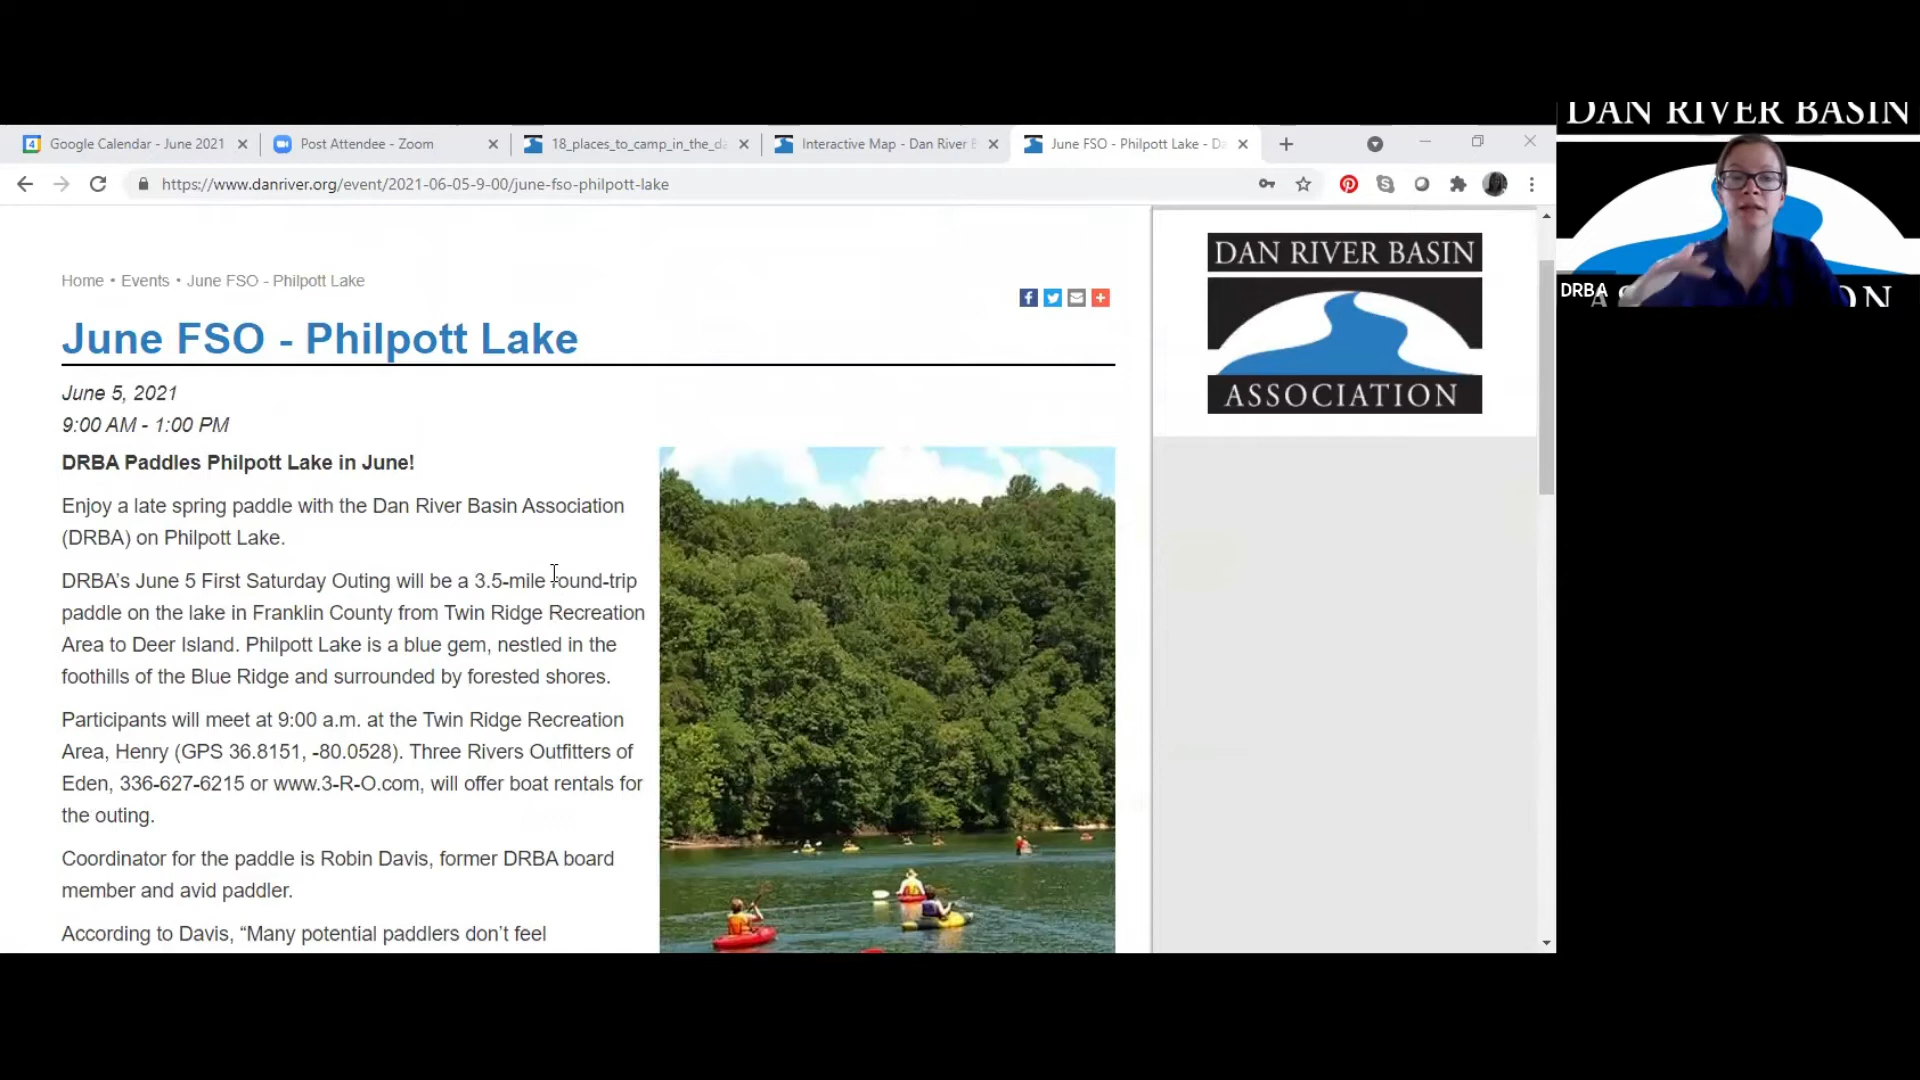 Google Calendar - June 2021
Post Attendee - Zoom
18_places_to_camp_in_the_da
Interactive Map - Dan River B
June FSO - Philpott Lake - Da
https://www.danriver.org/event/2021-06-05-9-00/june-fso-philpott-lake
Home • Events • June FSO - Philpott Lake
June FSO - Philpott Lake
June 5, 2021
9:00 AM - 1:00 PM
DRBA Paddles Philpott Lake in June!
Enjoy a late spring paddle with the Dan River Basin Association
(DRBA) on Philpott Lake.
DRBA’s June 5 First Saturday Outing will be a 3.5-mile round-trip
paddle on the lake in Franklin County from Twin Ridge Recreation
Area to Deer Island. Philpott Lake is a blue gem, nestled in the
foothills of the Blue Ridge and surrounded by forested shores.
Participants will meet at 9:00 a.m. at the Twin Ridge Recreation
Area, Henry (GPS 36.8151, -80.0528). Three Rivers Outfitters of
Eden, 336-627-6215 or www.3-R-O.com, will offer boat rentals for
the outing.
Coordinator for the paddle is Robin Davis, former DRBA board
member and avid paddler.
According to Davis, “Many potential paddlers don’t feel
DAN RIVER BASIN
ASSOCIATION
DAN RIVER BASIN
DRBA